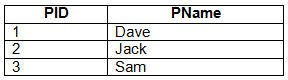 PID PName
1 Dave
2 Jack
3 Sam